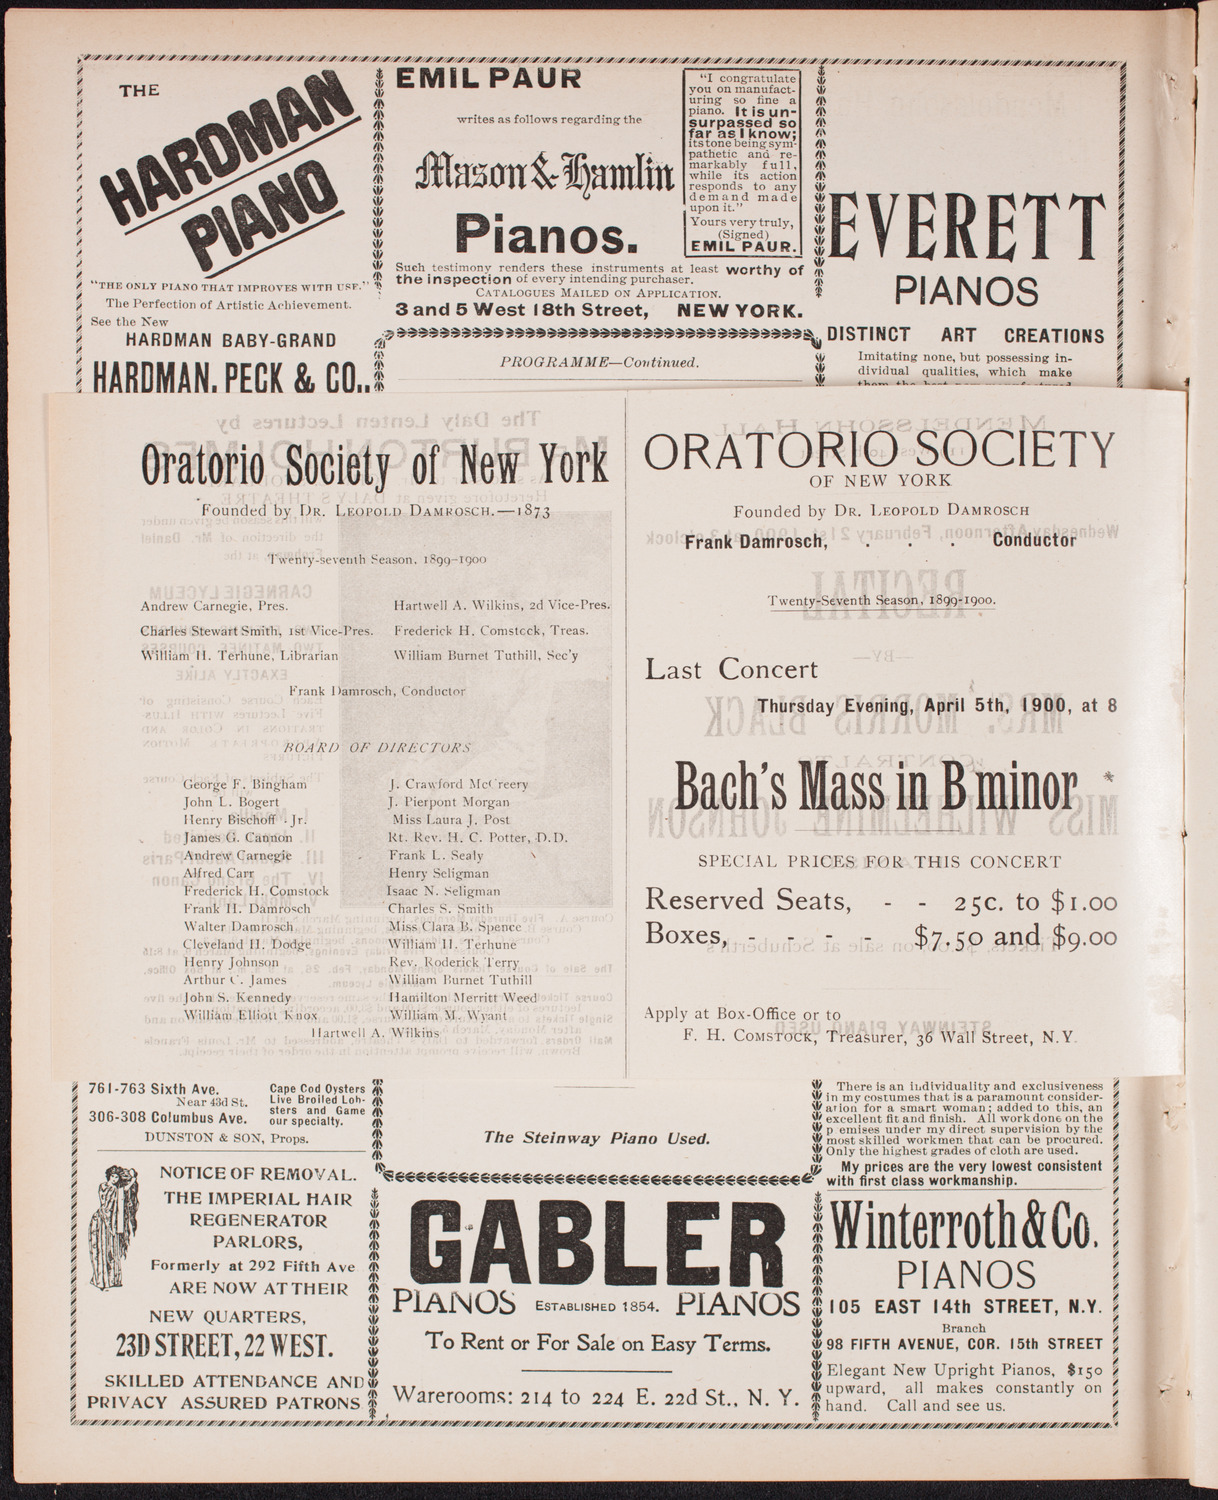 THE
HARDMAN
PIANO
"THE ONLY PIANO THAT IMPROVES WITH USE."
The Perfection of Artistic Achievement.
See the New
HARDMAN BABY-GRAND
HARDMAN, PECK & CO.,
EMIL PAUR
writes as follows regarding the
Mason & Hamlin
Pianos.
"I congratulate
you on manufact-
uring so fine a
piano. It is un-
surpassed so
far as I know;
its tone being sym-
pathetic and re-
markably full,
while its action
responds to any
demand made
upon it."
Yours very truly,
(Signed)
EMIL PAUR.
Such testimony renders these instruments at least worthy of
the inspection of every intending purchaser.
CATALOGUES MAILED ON APPLICATION.
3 and 5 West 18th Street, NEW YORK.
PROGRAMME—Continued.
EVERETT
PIANOS
DISTINCT ART CREATIONS
Imitating none, but possessing in-
dividual qualities, which make
Oratorio Society of New York
Founded by DR. LEOPOLD DAMROSCH.—1873
Twenty-seventh Season, 1899-1900
Andrew Carnegie, Pres. Hartwell A. Wilkins, 2d Vice-Pres.
Charles Stewart Smith, 1st Vice-Pres. Frederick H. Comstock, Treas.
William H. Terhune, Librarian William Burnet Tuthill, Sec'y
Frank Damrosch, Conductor
BOARD OF DIRECTORS
George F. Bingham J. Crawford McCreery
John L. Bogert J. Pierpont Morgan
Henry Bischoff Jr. Miss Laura J. Post
James G. Cannon Rt. Rev. H. C. Potter, D.D.
Andrew Carnegie Frank L. Sealy
Alfred Carr Henry Seligman
Frederick H. Comstock Isaac N. Seligman
Frank H. Damrosch Charles S. Smith
Walter Damrosch Miss Clara B. Spence
Cleveland H. Dodge William H. Terhune
Henry Johnson Rev. Roderick Terry
Arthur C. James William Burnet Tuthill
John S. Kennedy Hamilton Merritt Weed
William Elliott Knox William M. Wyant
Hartwell A. Wilkins
ORATORIO SOCIETY
OF NEW YORK
Founded by DR. LEOPOLD DAMROSCH
Frank Damrosch, . . . Conductor
Twenty-Seventh Season, 1899-1900.
Last Concert
Thursday Evening, April 5th, 1900, at 8
Bach's Mass in B minor
SPECIAL PRICES FOR THIS CONCERT
Reserved Seats, - - 25c. to $1.00
Boxes, - - - - $7.50 and $9.00
Apply at Box-Office or to
F. H. COMSTOCK, Treasurer, 36 Wall Street, N.Y.
761-763 Sixth Ave.
Near 43d St.
306-308 Columbus Ave.
Cape Cod Oysters
Live Broiled Lob-
sters and Game
our specialty.
DUNSTON & SON, Props.
NOTICE OF REMOVAL.
THE IMPERIAL HAIR
REGENERATOR
PARLORS,
Formerly at 292 Fifth Ave
ARE NOW AT THEIR
NEW QUARTERS,
23D STREET, 22 WEST.
SKILLED ATTENDANCE AND
PRIVACY ASSURED PATRONS
The Steinway Piano Used.
GABLER
PIANOS ESTABLISHED 1854. PIANOS
To Rent or For Sale on Easy Terms.
Warerooms: 214 to 224 E. 22d St., N. Y.
There is an individuality and exclusiveness
in my costumes that is a paramount consider-
ation for a smart woman; added to this, an
excellent fit and finish. All work done on the
p emises under my direct supervision by the
most skilled workmen that can be procured.
Only the highest grades of cloth are used.
My prices are the very lowest consistent
with first class workmanship.
Winterroth & Co.
PIANOS
105 EAST 14th STREET, N.Y.
Branch
98 FIFTH AVENUE, COR. 15th STREET
Elegant New Upright Pianos, $150
upward, all makes constantly on
hand. Call and see us.